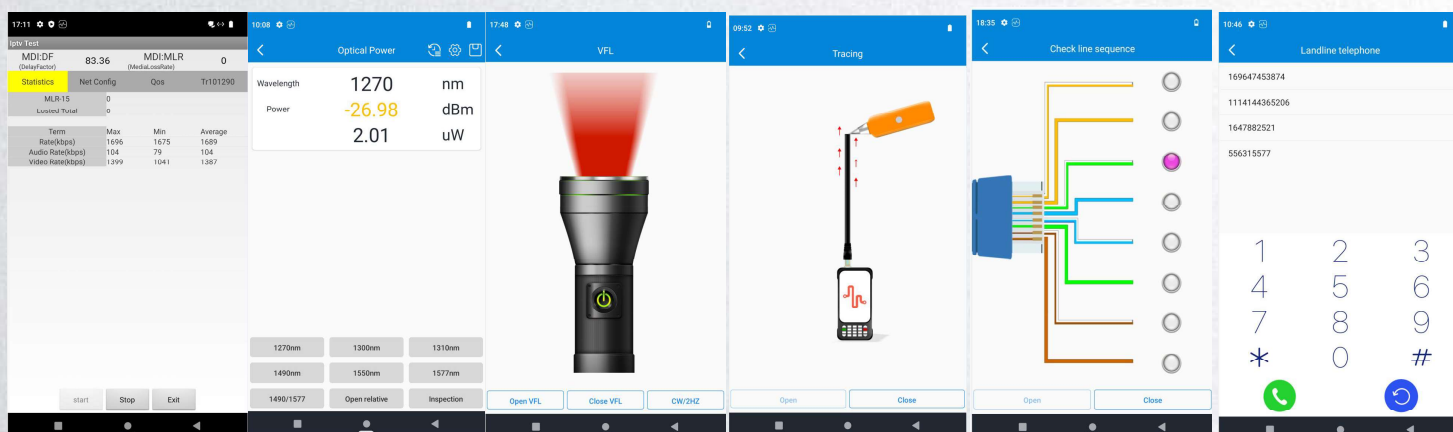 17:11
Iptv Test
MDI:DF
(DelayFactor)
83.36
MDI:MLR
(MediaLossRate)
0
Statistics Net Config Qos Tr101290
MLR-15 0
Losted Total 0
Term Max Min Average
Rate(kbps) 1696 1675 1689
Audio Rate(kbps) 104 79 104
Video Rate(kbps) 1399 1041 1387
start Stop Exit
10:08
Optical Power
Wavelength 1270 nm
Power -26.98 dBm
2.01 uW
1270nm 1300nm 1310nm
1490nm 1550nm 1577nm
1490/1577 Open relative Inspection
17:48
VFL
Open VFL Close VFL CW/2HZ
09:52
Tracing
Open Close
18:35
Check line sequence
Open Close
10:46
Landline telephone
169647453874
1114144365206
1647882521
556315577
1 2 3
4 5 6
7 8 9
* 0 #